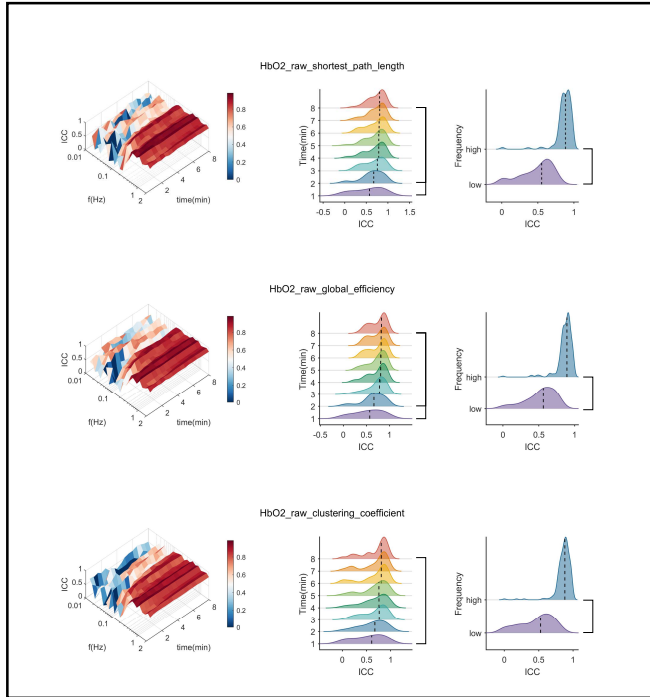 HbO2_raw_shortest_path_length
ICC
1
0.5
0
0.01
0.1
1
2
f(Hz)
2
4
6
8
time(min)
0.8
0.6
0.4
0.2
0
Time(min)
8
7
6
5
4
3
2
1
-0.5 0 0.5 1 1.5
ICC
Frequency
high
low
0 0.5 1
ICC
HbO2_raw_global_efficiency
ICC
1
0.5
0
0.01
0.1
1
2
f(Hz)
2
4
6
8
time(min)
0.8
0.6
0.4
0.2
0
Time(min)
8
7
6
5
4
3
2
1
-0.5 0 0.5 1
ICC
Frequency
high
low
0 0.5 1
ICC
HbO2_raw_clustering_coefficient
ICC
1
0.5
0
0.01
0.1
1
2
f(Hz)
2
4
6
8
time(min)
0.8
0.6
0.4
0.2
0
Time(min)
8
7
6
5
4
3
2
1
0 0.5 1
ICC
Frequency
high
low
0 0.5 1
ICC